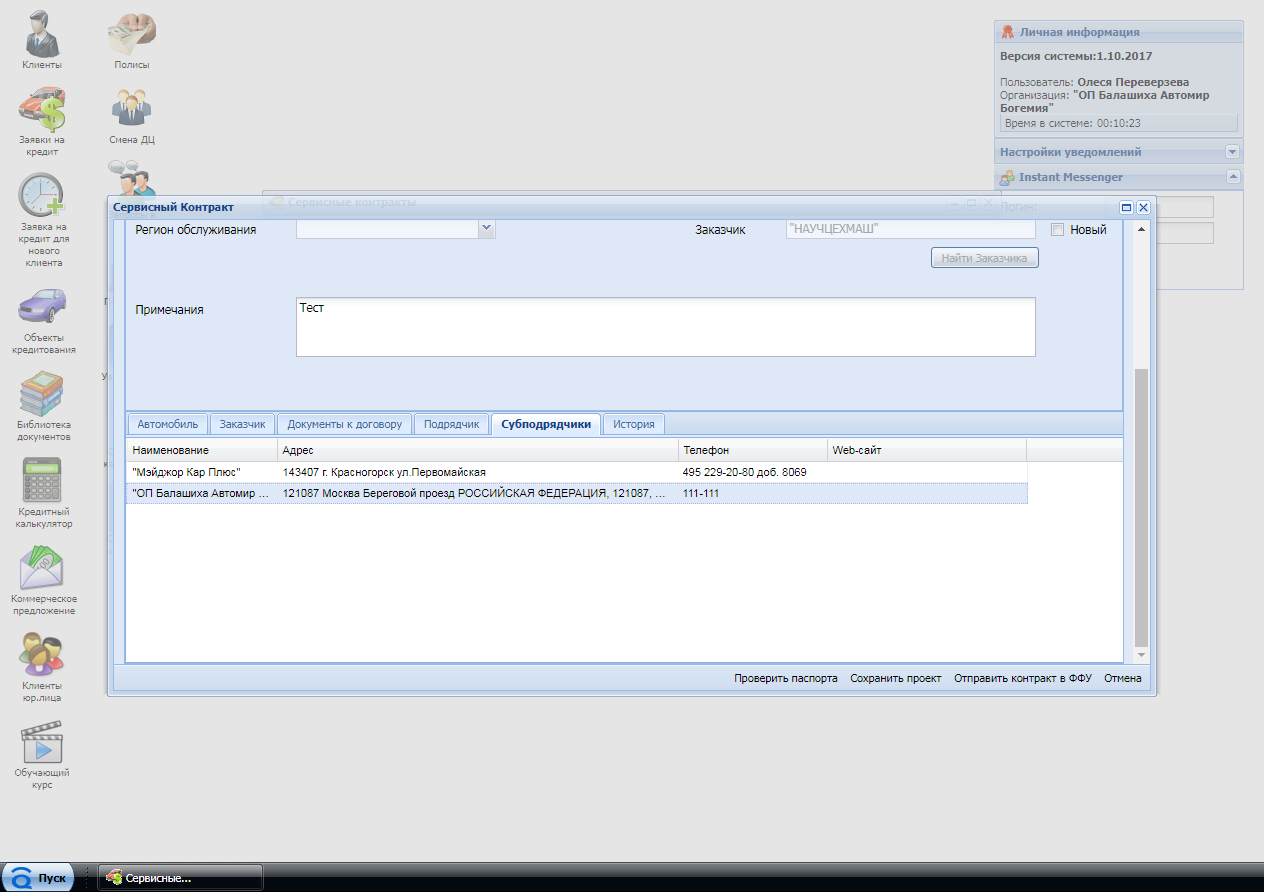 Клиенты
Полисы
Заявки на
кредит
Смена ДЦ
Заявка на
кредит для
нового
клиента
Объекты
кредитования
Библиотека
документов
Кредитный
калькулятор
Коммерческое
предложение
Клиенты
юр.лица
Обучающий
курс
Личная информация
Версия системы:1.10.2017
Пользователь: Олеся Переверзева
Организация: "ОП Балашиха Автомир
Богемия"
Время в системе: 00:10:23
Настройки уведомлений
Instant Messenger
Логин:
Сервисные контракты
Сервисный Контракт
Регион обслуживания
Заказчик
"НАУЧЦЕХМАШ"
Новый
Найти Заказчика
Примечания
Тест
Автомобиль
Заказчик
Документы к договору
Подрядчик
Субподрядчики
История
Наименование Адрес Телефон Web-сайт
"Мэйджор Кар Плюс" 143407 г. Красногорск ул.Первомайская 495 229-20-80 доб. 8069
"ОП Балашиха Автомир ... 121087 Москва Береговой проезд РОССИЙСКАЯ ФЕДЕРАЦИЯ, 121087, ... 111-111
Проверить паспорта Сохранить проект Отправить контракт в ФФУ Отмена
Пуск
Сервисные...